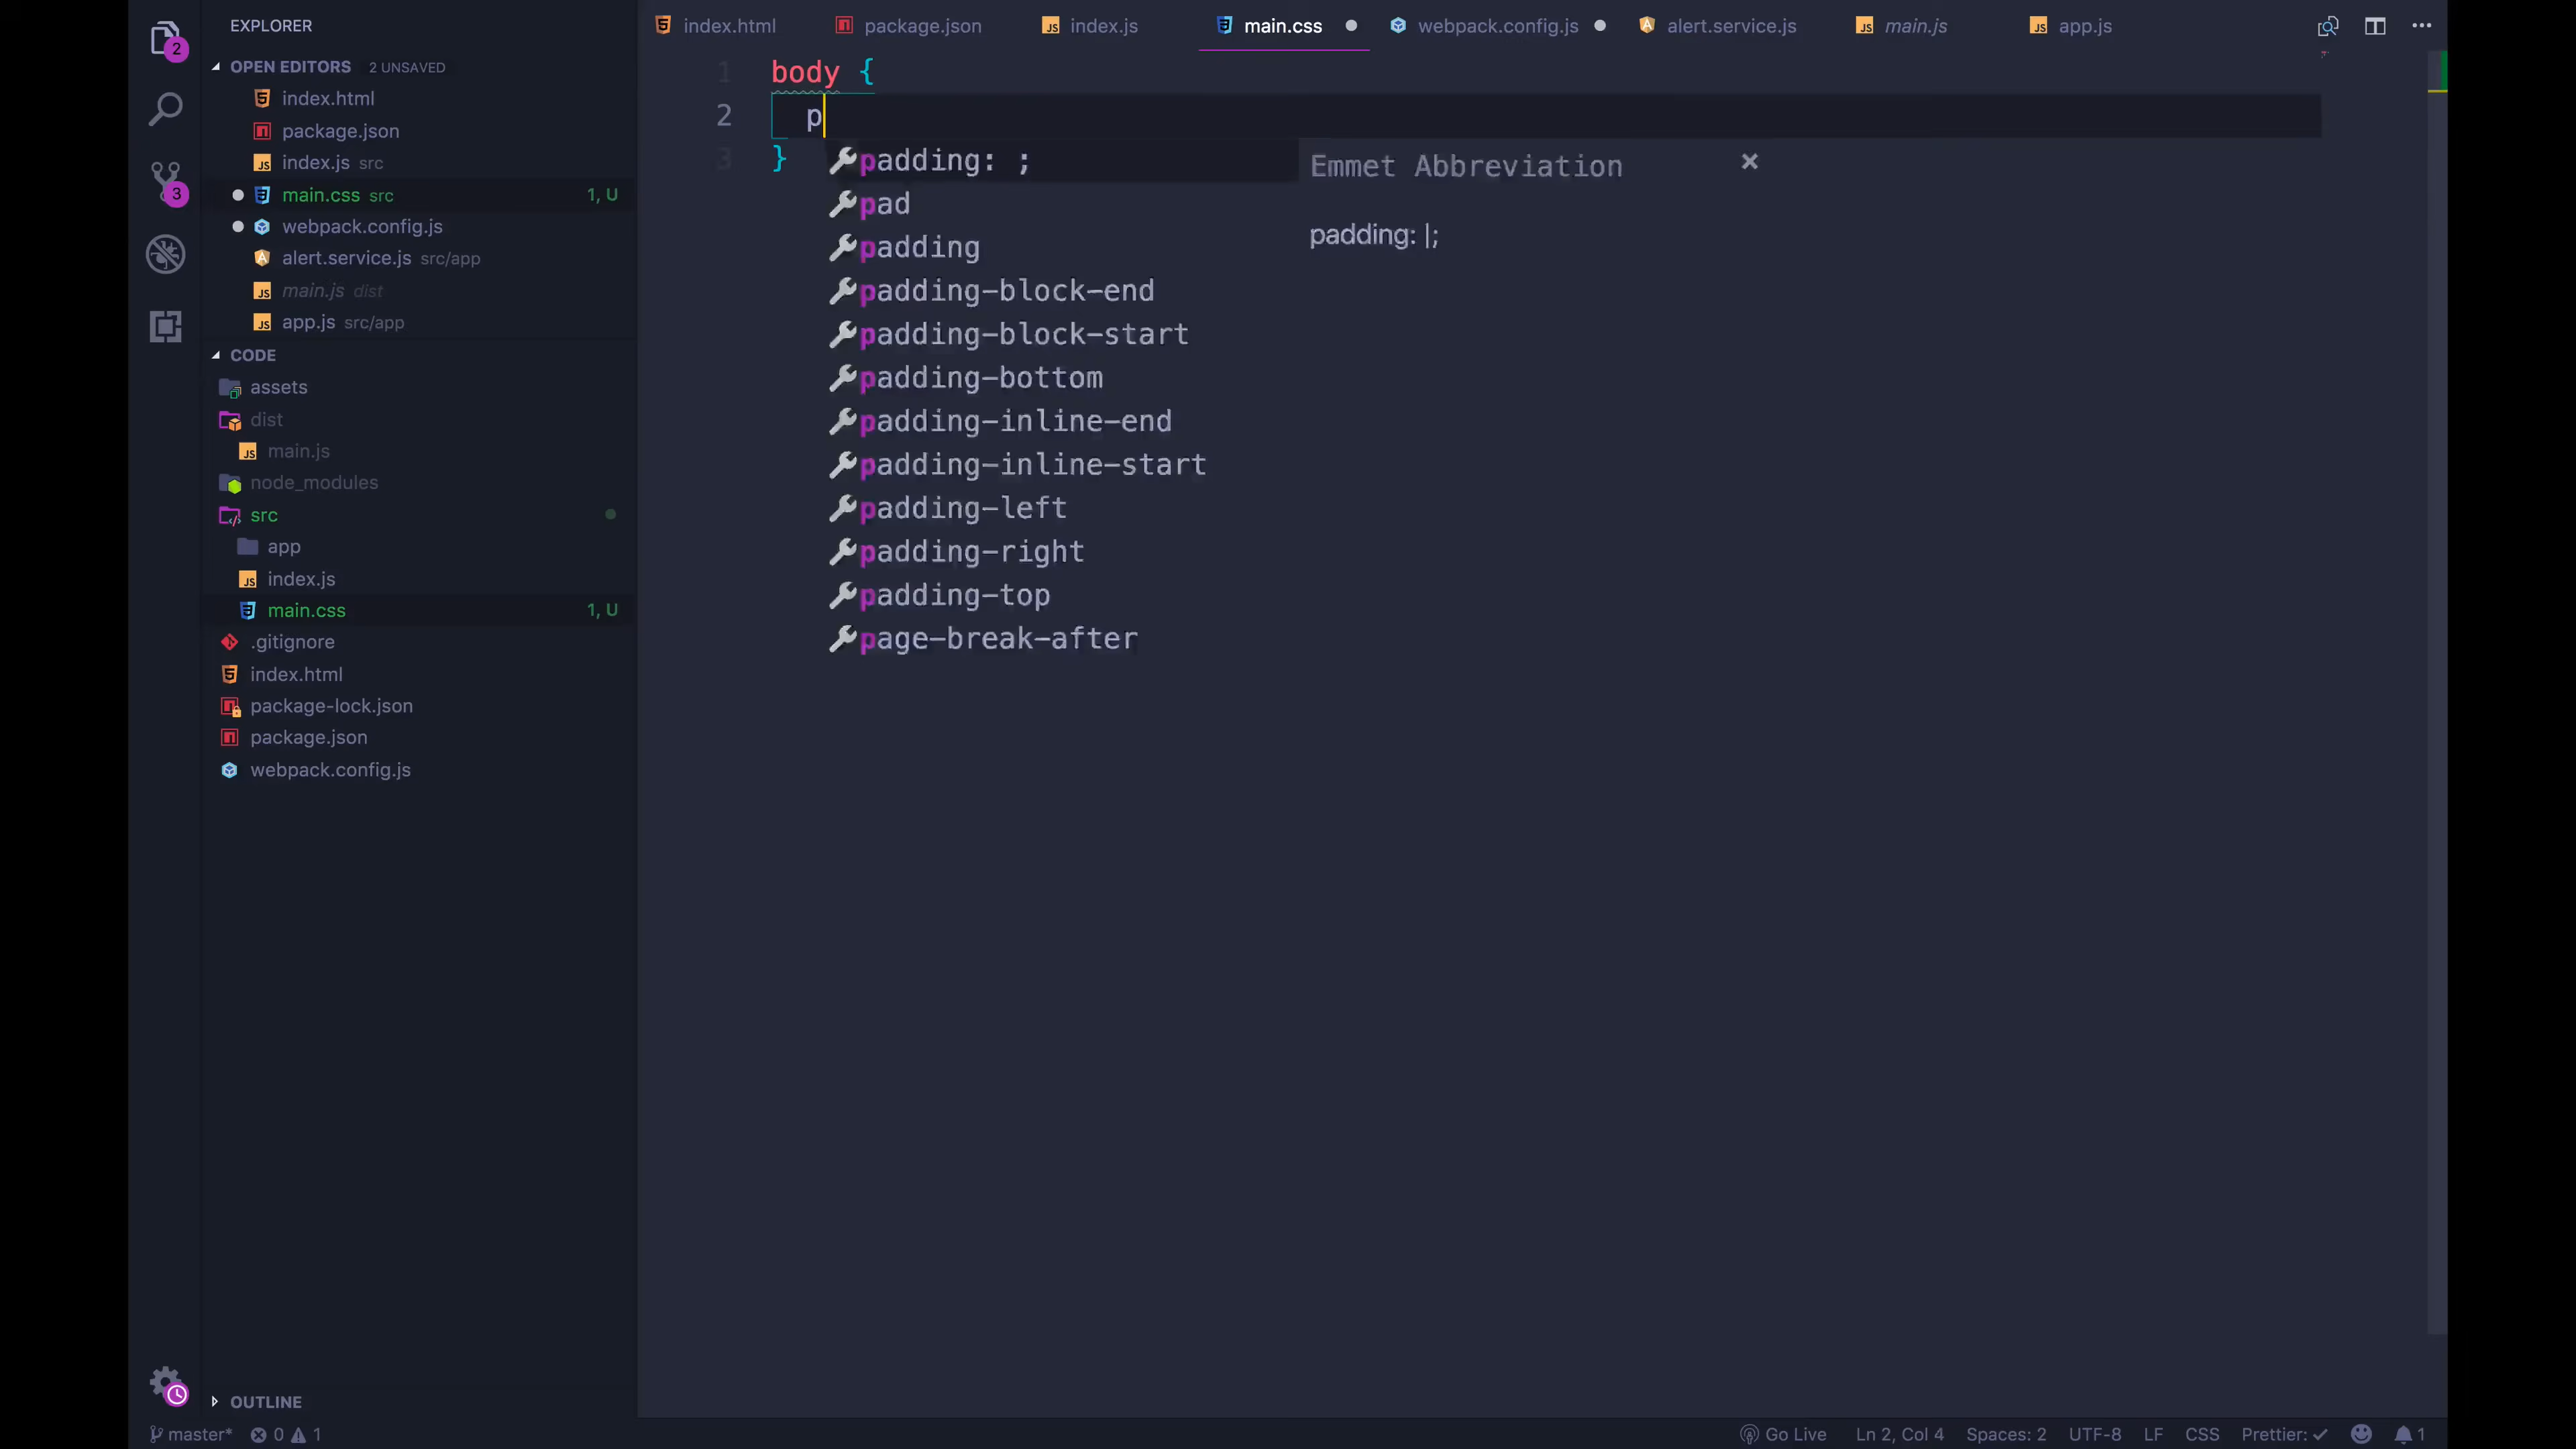 EXPLORER
OPEN EDITORS 2 UNSAVED
index.html
package.json
index.js src
main.css src 1, U
webpack.config.js
alert.service.js src/app
main.js dist
app.js src/app
CODE
assets
dist
main.js
node_modules
src
app
index.js
main.css 1, U
.gitignore
index.html
package-lock.json
package.json
webpack.config.js
OUTLINE
2
3
index.html package.json index.js main.css webpack.config.js alert.service.js main.js app.js
1 body {
2 p
3 }
padding: ;
pad
padding
padding-block-end
padding-block-start
padding-bottom
padding-inline-end
padding-inline-start
padding-left
padding-right
padding-top
page-break-after
Emmet Abbreviation ×
padding: |;
master* 0 1 Go Live Ln 2, Col 4 Spaces: 2 UTF-8 LF CSS Prettier: ✓ 1